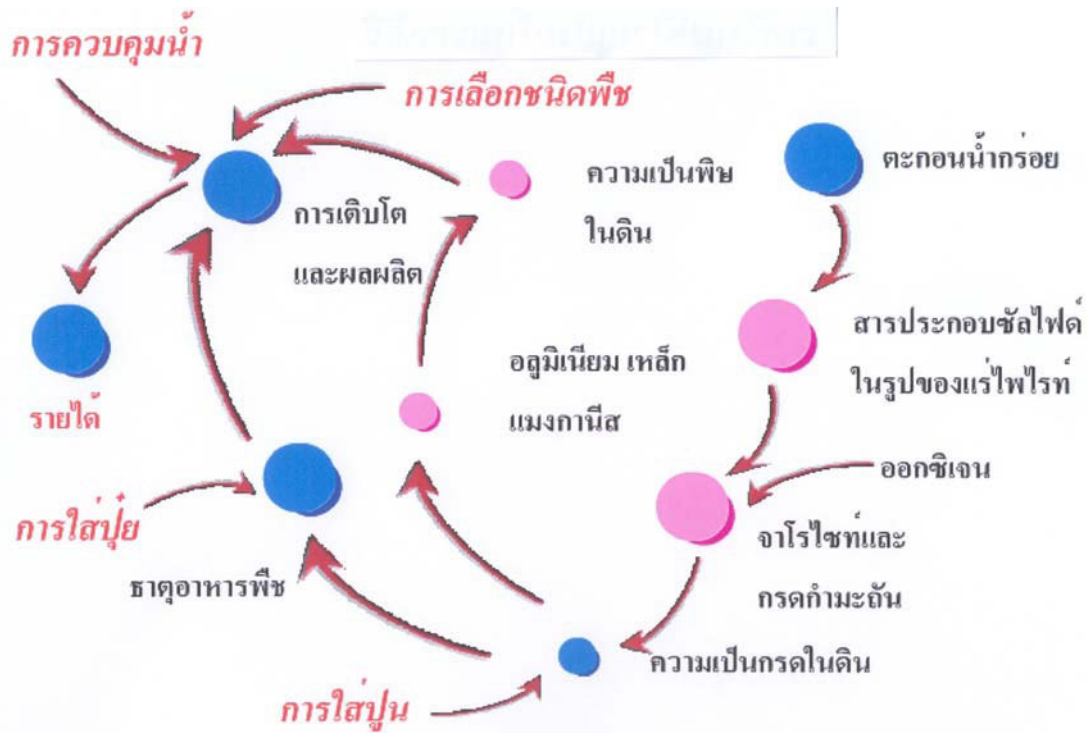 การควบคุมน้ำ
การเลือกชนิดพืช
ความเป็นพิษ
ในดิน
ตะกอนน้ำกร่อย
การเติบโต
และผลผลิต
สารประกอบซัลไฟด์
ในรูปของแร่ไพไรท์
อลูมิเนียม เหล็ก
แมงกานีส
รายได้
ออกซิเจน
การใส่ปุ๋ย
จาโรไซท์และ
กรดกำมะถัน
ธาตุอาหารพืช
ความเป็นกรดในดิน
การใส่ปูน